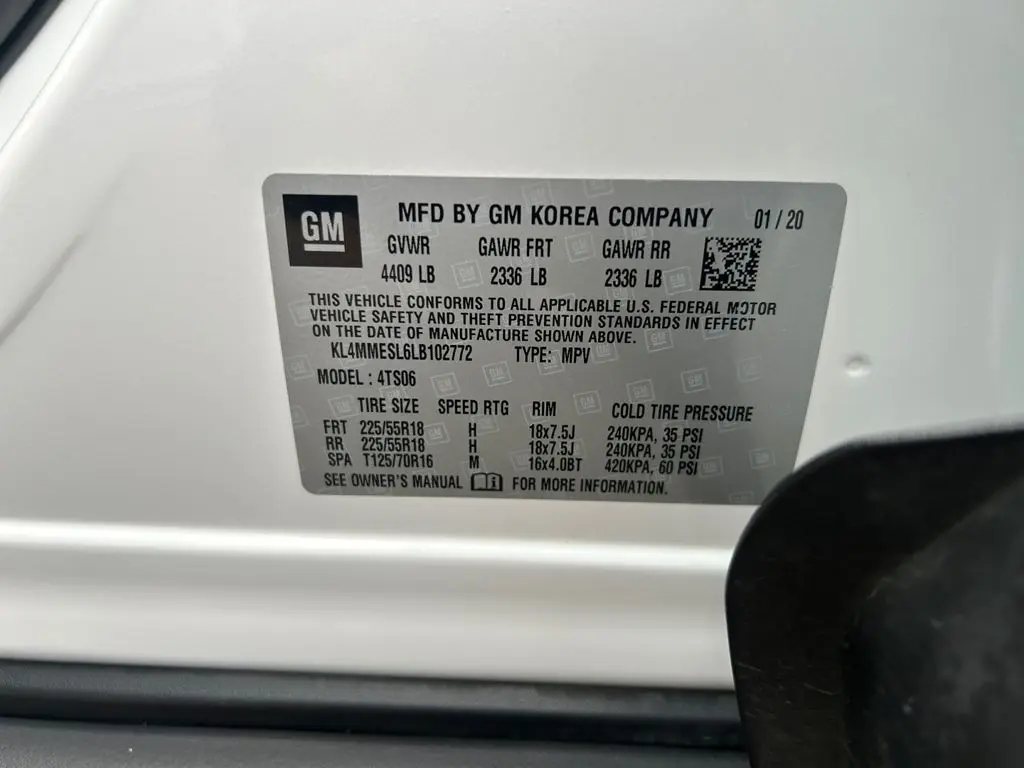 GM
MFD BY GM KOREA COMPANY 01 / 20
GVWR GAWR FRT GAWR RR
4409 LB 2336 LB 2336 LB
THIS VEHICLE CONFORMS TO ALL APPLICABLE U.S. FEDERAL MOTOR
VEHICLE SAFETY AND THEFT PREVENTION STANDARDS IN EFFECT
ON THE DATE OF MANUFACTURE SHOWN ABOVE.
KL4MMESL6LB102772 TYPE: MPV
MODEL : 4TS06
TIRE SIZE SPEED RTG RIM COLD TIRE PRESSURE
FRT 225/55R18 H 18x7.5J 240KPA, 35 PSI
RR 225/55R18 H 18x7.5J 240KPA, 35 PSI
SPA T125/70R16 M 16x4.0BT 420KPA, 60 PSI
SEE OWNER'S MANUAL FOR MORE INFORMATION.